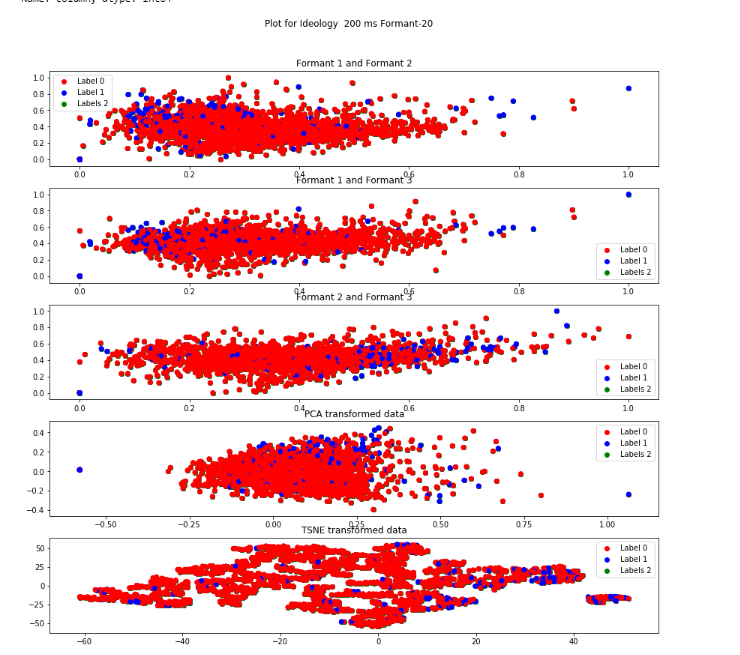 Plot for Ideology 200 ms Formant-20
Formant 1 and Formant 2
Label 0
Label 1
Labels 2
1.0
0.8
0.6
0.4
0.2
0.0
0.0 0.2 0.4 0.6 0.8 1.0
Formant 1 and Formant 3
1.0
0.8
0.6
0.4
0.2
0.0
Label 0
Label 1
Labels 2
0.0 0.2 0.4 0.6 0.8 1.0
Formant 2 and Formant 3
1.0
0.8
0.6
0.4
0.2
0.0
Label 0
Label 1
Labels 2
0.0 0.2 0.4 0.6 0.8 1.0
PCA transformed data
0.4
0.2
0.0
−0.2
−0.4
Label 0
Label 1
Labels 2
−0.50 −0.25 0.00 0.25 0.50 0.75 1.00
TSNE transformed data
50
25
0
−25
−50
Label 0
Label 1
Labels 2
−60 −40 −20 0 20 40